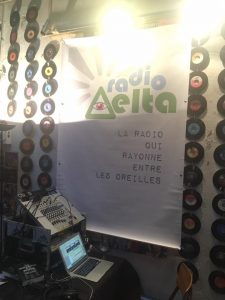 radio
Delta
LA RADIO
QUI
RAYONNE
ENTRE
LES OREILLES